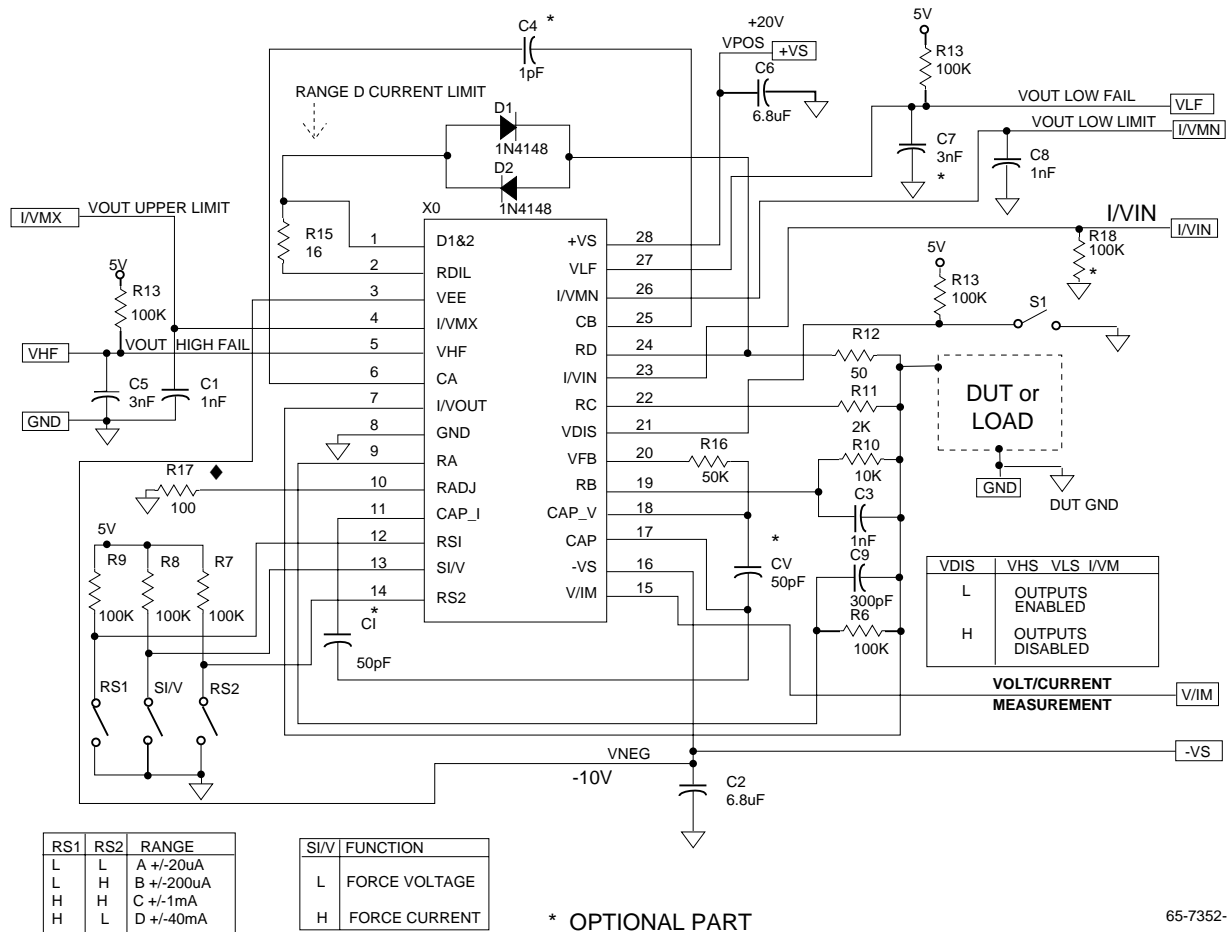 C4 *
1pF
+20V
VPOS
+VS
C6
6.8uF
5V
R13
100K
VOUT LOW FAIL
VLF
VOUT LOW LIMIT
I/VMN
C7
3nF
*
C8
1nF
RANGE D CURRENT LIMIT
D1
1N4148
D2
1N4148
X0
I/VMX
VOUT UPPER LIMIT
R15
16
5V
R13
100K
VHF
VOUT HIGH FAIL
C5
3nF
C1
1nF
GND
I/VIN
I/VIN
R18
100K
*
5V
R13
100K
S1
1 D1&2
2 RDIL
3 VEE
4 I/VMX
5 VHF
6 CA
7 I/VOUT
8 GND
9 RA
10 RADJ
11 CAP_I
12 RSI
13 SI/V
14 RS2
+VS 28
VLF 27
I/VMN 26
CB 25
RD 24
I/VIN 23
RC 22
VDIS 21
VFB 20
RB 19
CAP_V 18
CAP 17
-VS 16
V/IM 15
R12
50
R11
2K
R16
50K
R10
10K
C3
1nF
C9
300pF
R6
100K
DUT or
LOAD
GND
DUT GND
*
CV
50pF
R17
100
5V
R9
R8
R7
100K
100K
100K
*
CI
50pF
RS1
SI/V
RS2
VDIS VHS VLS I/VM
L OUTPUTS
ENABLED
H OUTPUTS
DISABLED
VOLT/CURRENT
MEASUREMENT
V/IM
VNEG
-10V
-VS
C2
6.8uF
RS1 RS2 RANGE
L L A +/-20uA
L H B +/-200uA
H H C +/-1mA
H L D +/-40mA
SI/V FUNCTION
L FORCE VOLTAGE
H FORCE CURRENT
* OPTIONAL PART
65-7352-